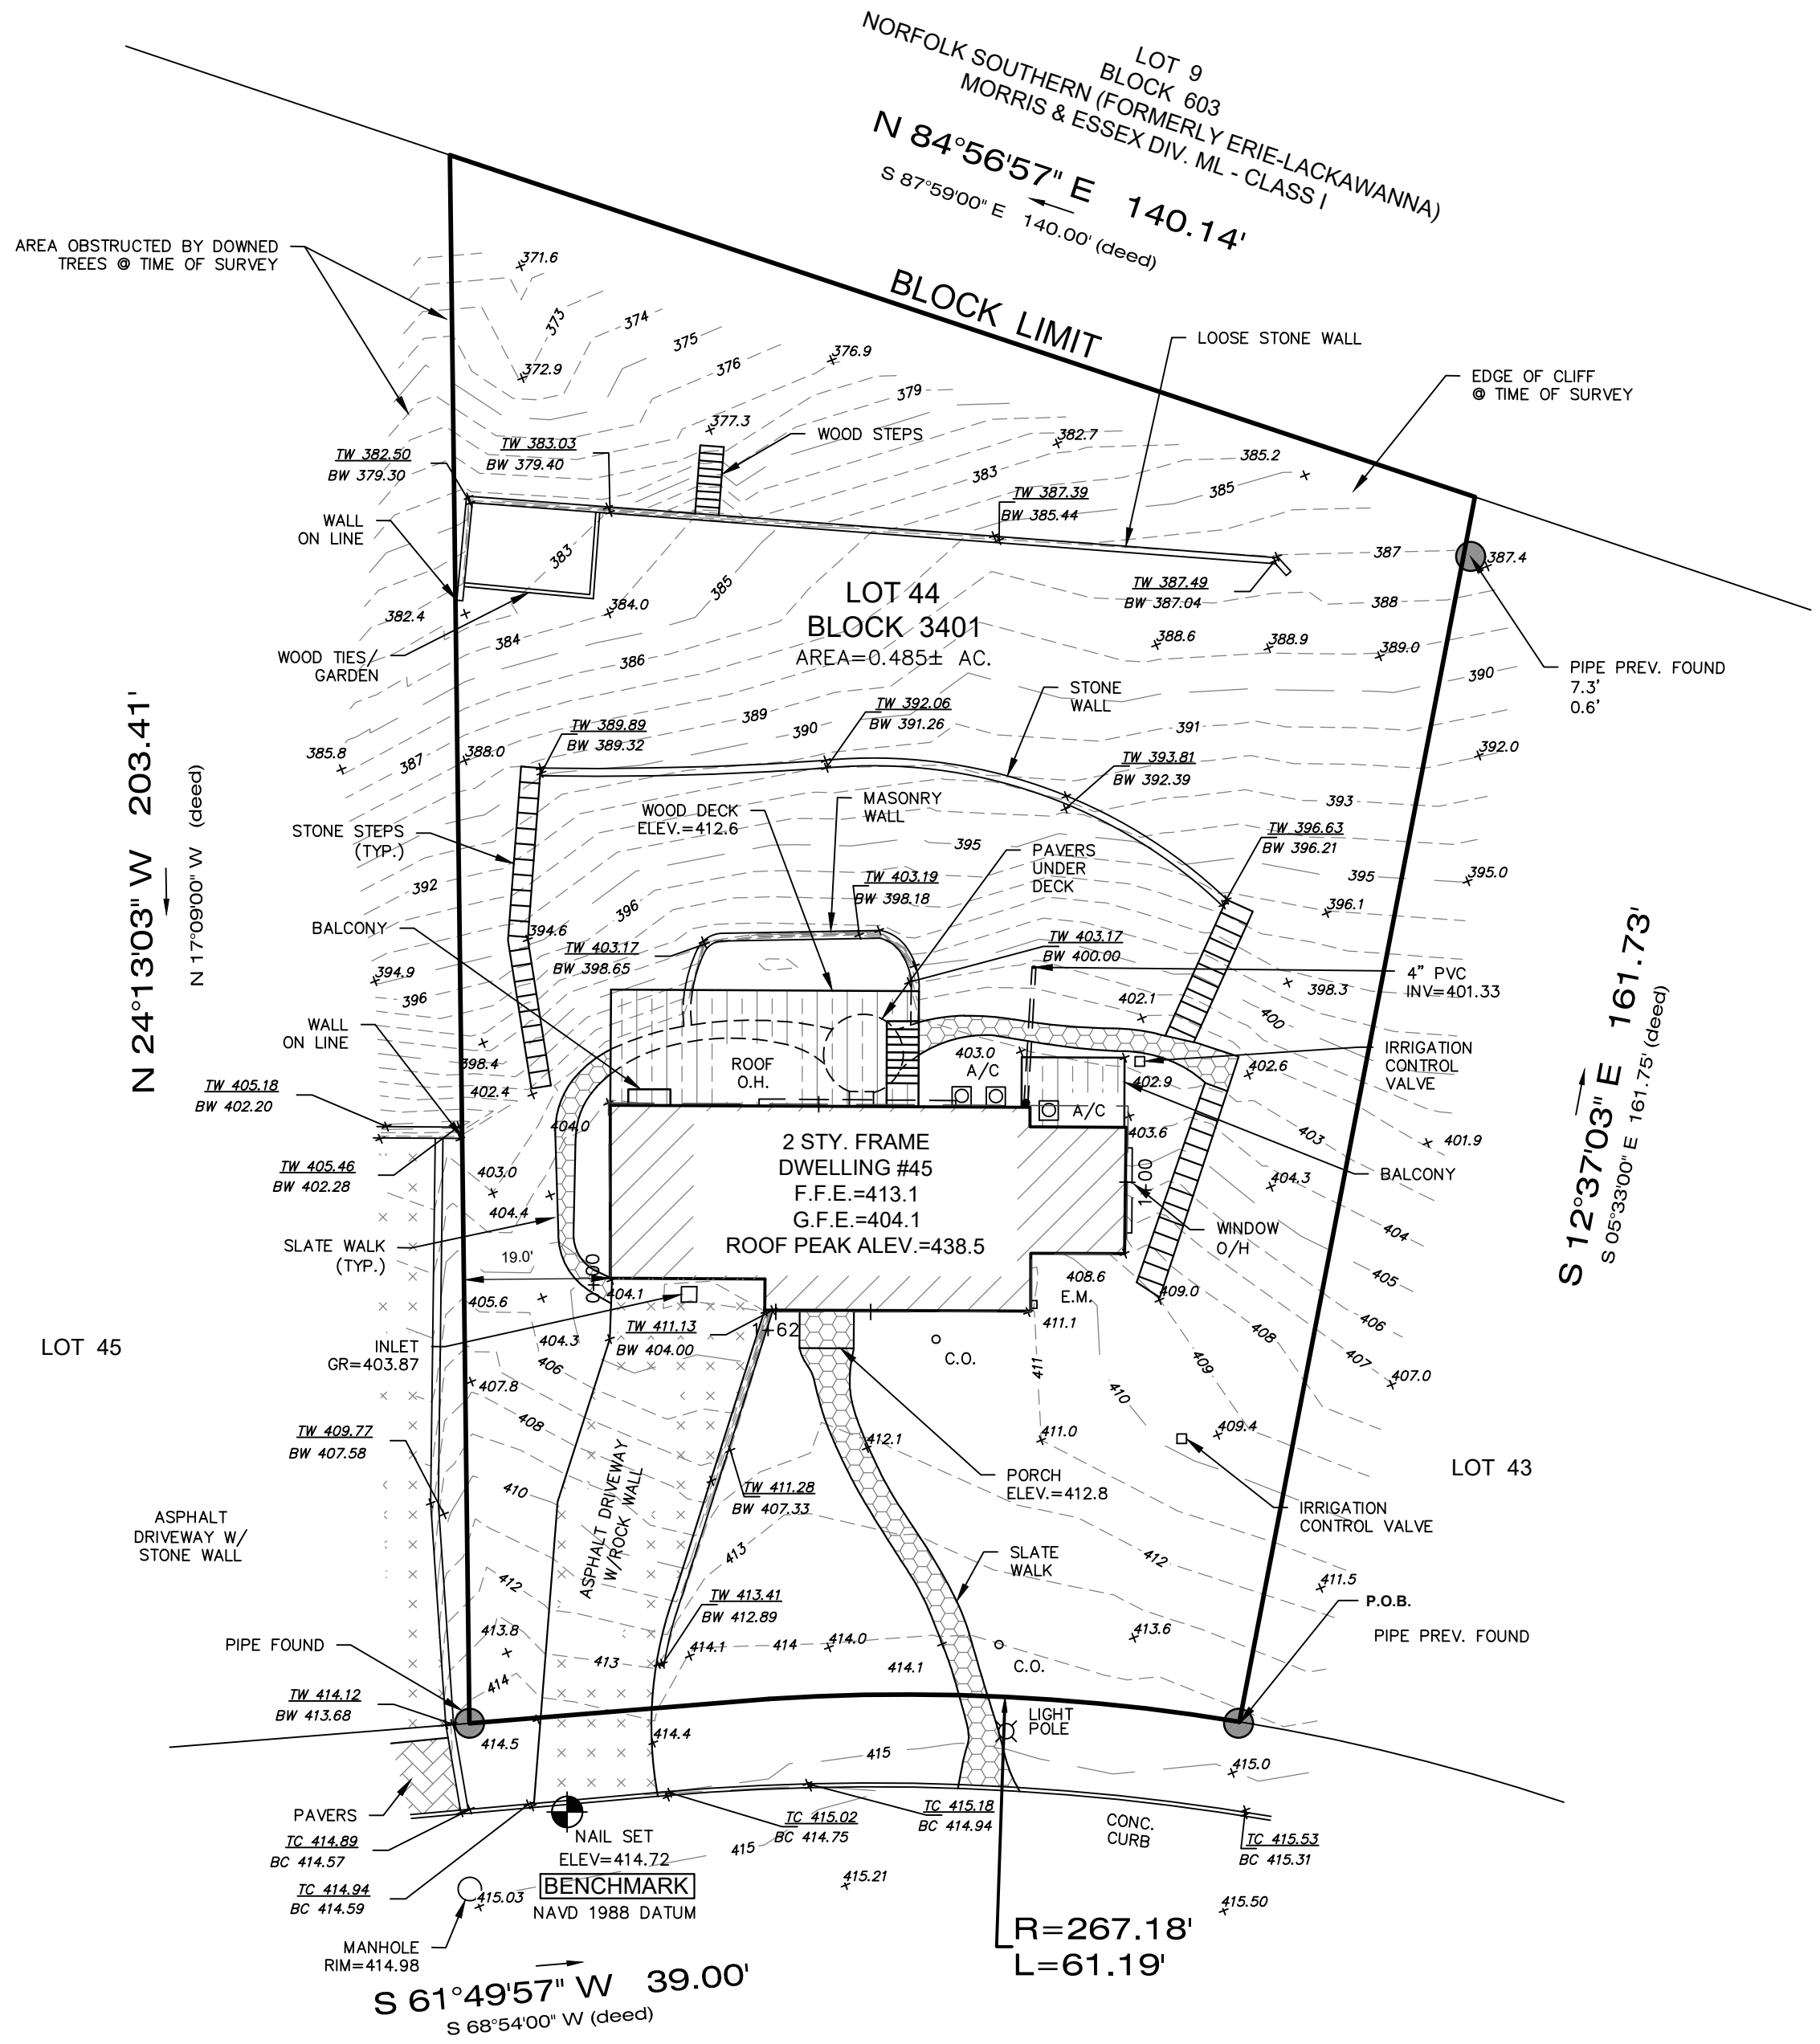 LOT 9
BLOCK 603
NORFOLK SOUTHERN (FORMERLY ERIE-LACKAWANNA)
MORRIS & ESSEX DIV. ML - CLASS I
N 84°56'57" E 140.14'
S 87°59'00" E 140.00' (deed)
BLOCK LIMIT
AREA OBSTRUCTED BY DOWNED
TREES @ TIME OF SURVEY
371.6
373
374
375
372.9
376
376.9
379
377.3
LOOSE STONE WALL
EDGE OF CLIFF
@ TIME OF SURVEY
WOOD STEPS
382.7
383
385.2
385
TW 382.50
BW 379.30
TW 383.03
BW 379.40
TW 387.39
BW 385.44
WALL
ON LINE
383
385
387
387.4
TW 387.49
BW 387.04
388
382.4
384.0
384
LOT 44
BLOCK 3401
AREA=0.485± AC.
388.6
388.9
389.0
WOOD TIES/
GARDEN
386
390
PIPE PREV. FOUND
7.3'
0.6'
STONE
WALL
TW 389.89
BW 389.32
389
390
TW 392.06
BW 391.26
391
392.0
385.8
387
388.0
TW 393.81
BW 392.39
393
N 24°13'03" W 203.41'
N 17°09'00" W (deed)
WOOD DECK
ELEV.=412.6
MASONRY
WALL
STONE STEPS
(TYP.)
395
PAVERS
UNDER
DECK
TW 396.63
BW 396.21
395
395.0
392
396
TW 403.19
BW 398.18
396.1
BALCONY
394.6
TW 403.17
BW 398.65
TW 403.17
BW 400.00
394.9
396
4" PVC
INV=401.33
398.3
402.1
400
WALL
ON LINE
398.4
402.4
ROOF
O.H.
403.0
A/C
IRRIGATION
CONTROL
VALVE
402.6
402.9
TW 405.18
BW 402.20
404.0
A/C
403.6
403
401.9
S 12°37'03" E 161.73'
S 05°33'00" E 161.75' (deed)
TW 405.46
BW 402.28
403.0
404.4
2 STY. FRAME
DWELLING #45
F.F.E.=413.1
G.F.E.=404.1
ROOF PEAK ALEV.=438.5
1+00
404.3
BALCONY
404
SLATE WALK
(TYP.)
19.0'
0+00
WINDOW
O/H
405
405.6
404.1
408.6
E.M.
409.0
406
404.3
INLET
GR=403.87
TW 411.13
BW 404.00
1+62
411.1
C.O.
408
407
407.0
409
LOT 45
406
407.8
411
410
408
TW 409.77
BW 407.58
412.1
411.0
409.4
LOT 43
410
ASPHALT DRIVEWAY
W/ROCK WALL
TW 411.28
BW 407.33
PORCH
ELEV.=412.8
IRRIGATION
CONTROL VALVE
ASPHALT
DRIVEWAY W/
STONE WALL
413
SLATE
WALK
412
412
411.5
TW 413.41
BW 412.89
P.O.B.
PIPE PREV. FOUND
PIPE FOUND
413.8
413
414.1
414
414.0
414.1
C.O.
413.6
414
TW 414.12
BW 413.68
414.5
414.4
LIGHT
POLE
415
415.0
PAVERS
TC 414.89
BC 414.57
NAIL SET
ELEV=414.72
BENCHMARK
NAVD 1988 DATUM
TC 415.02
BC 414.75
TC 415.18
BC 414.94
CONC.
CURB
TC 415.53
BC 415.31
415
415.21
415.50
TC 414.94
BC 414.59
415.03
MANHOLE
RIM=414.98
R=267.18'
L=61.19'
S 61°49'57" W 39.00'
S 68°54'00" W (deed)